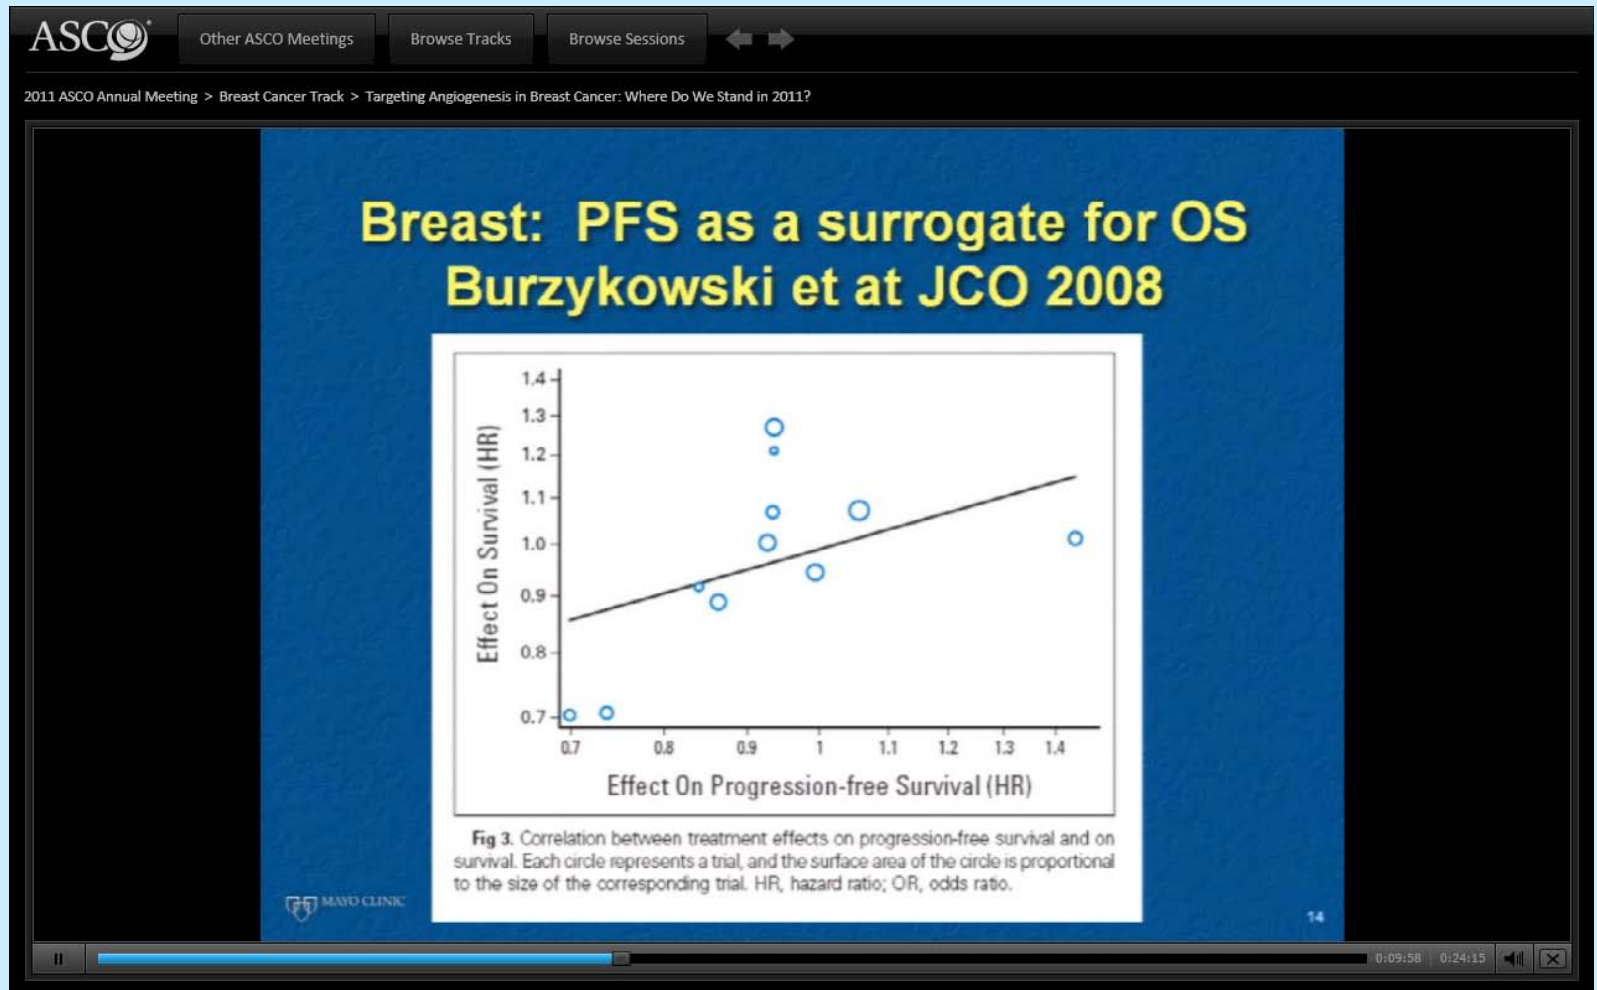 ASCO
Other ASCO Meetings
Browse Tracks
Browse Sessions
2011 ASCO Annual Meeting > Breast Cancer Track > Targeting Angiogenesis in Breast Cancer: Where Do We Stand in 2011?
Breast: PFS as a surrogate for OS
Burzykowski et at JCO 2008
Effect On Survival (HR)
1.4
1.3
1.2
1.1
1.0
0.9
0.8
0.7
0.7 0.8 0.9 1 1.1 1.2 1.3 1.4
Effect On Progression-free Survival (HR)
Fig 3. Correlation between treatment effects on progression-free survival and on
survival. Each circle represents a trial, and the surface area of the circle is proportional
to the size of the corresponding trial. HR, hazard ratio; OR, odds ratio.
MAYO CLINIC
14
0:09:58 0:24:15